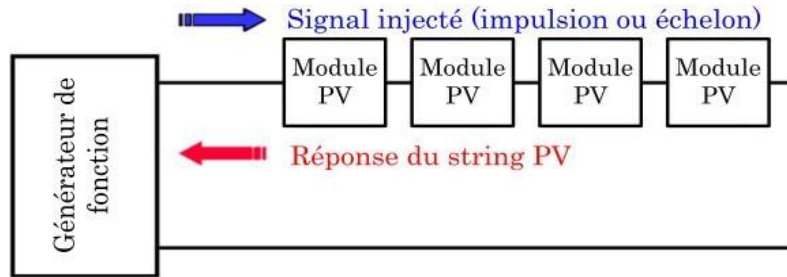 Signal injecté (impulsion ou échelon)
Module
PV
Module
PV
Module
PV
Module
PV
Réponse du string PV
Générateur de
fonction